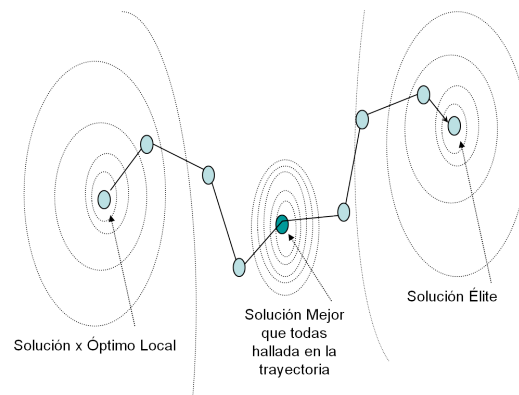 Solución x Óptimo Local
Solución Mejor
que todas
hallada en la
trayectoria
Solución Élite